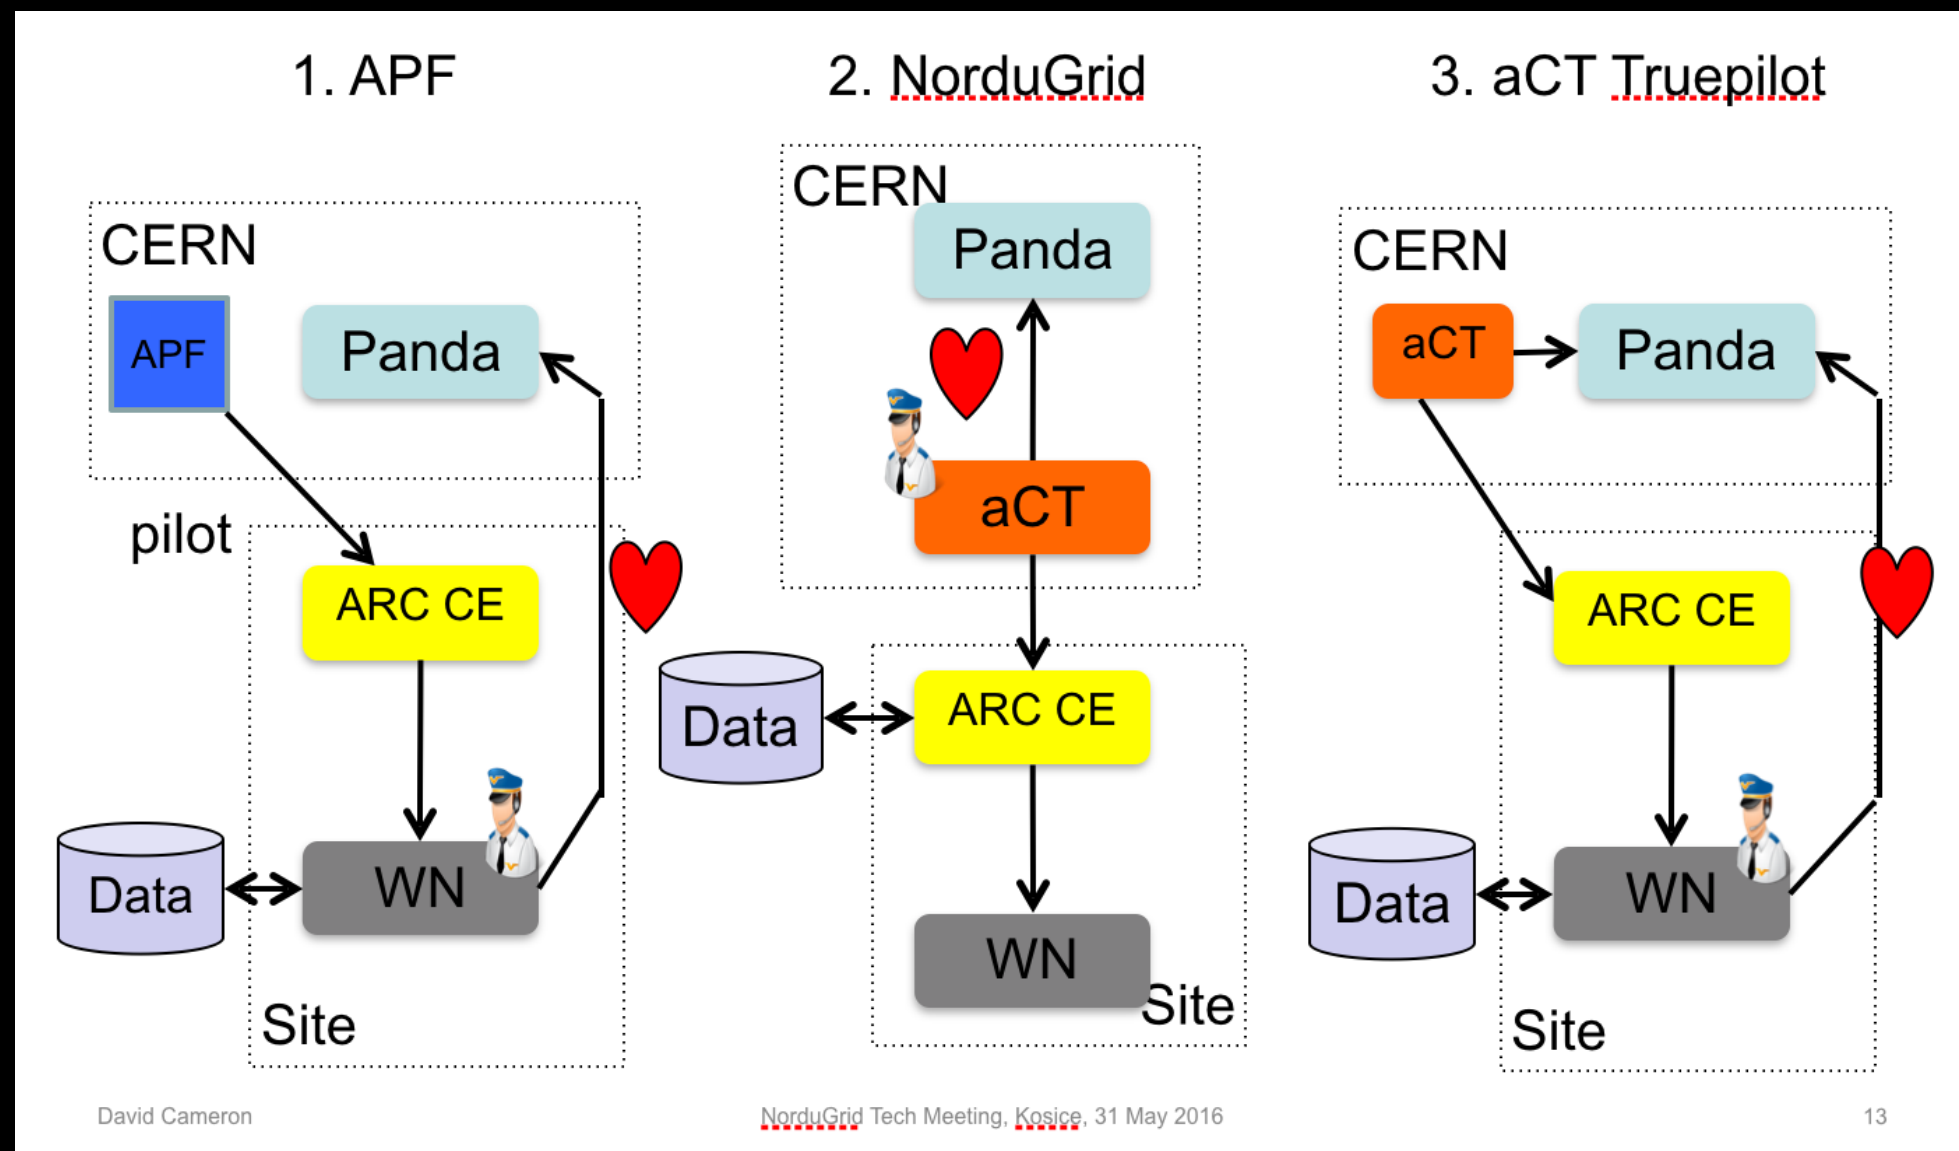 1. APF
2. NorduGrid
3. aCT Truepilot
CERN
APF
Panda
pilot
ARC CE
Data
WN
Site
CERN
Panda
aCT
Data
ARC CE
WN
Site
CERN
aCT
Panda
ARC CE
Data
WN
Site
David Cameron
NorduGrid Tech Meeting, Kosice, 31 May 2016
13